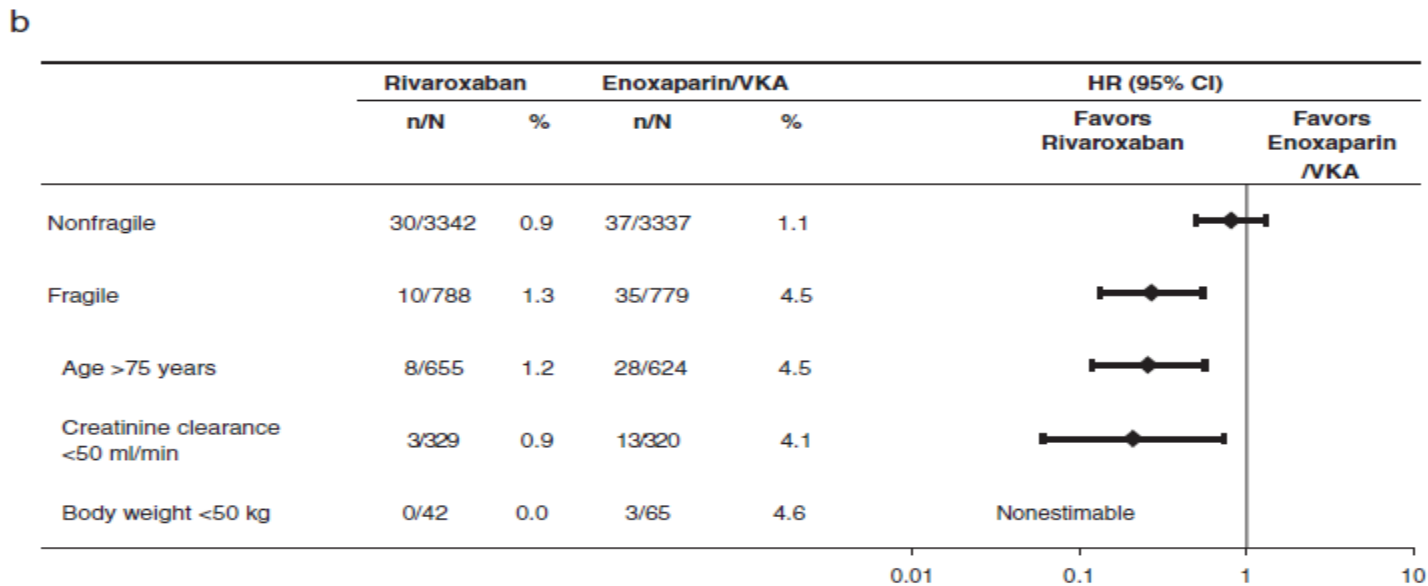 b
Rivaroxaban Enoxaparin/VKA HR (95% CI)
n/N % n/N % Favors Rivaroxaban Favors Enoxaparin /VKA
Nonfragile 30/3342 0.9 37/3337 1.1
Fragile 10/788 1.3 35/779 4.5
Age >75 years 8/655 1.2 28/624 4.5
Creatinine clearance <50 ml/min 3/329 0.9 13/320 4.1
Body weight <50 kg 0/42 0.0 3/65 4.6 Nonestimable
0.01 0.1 1 10